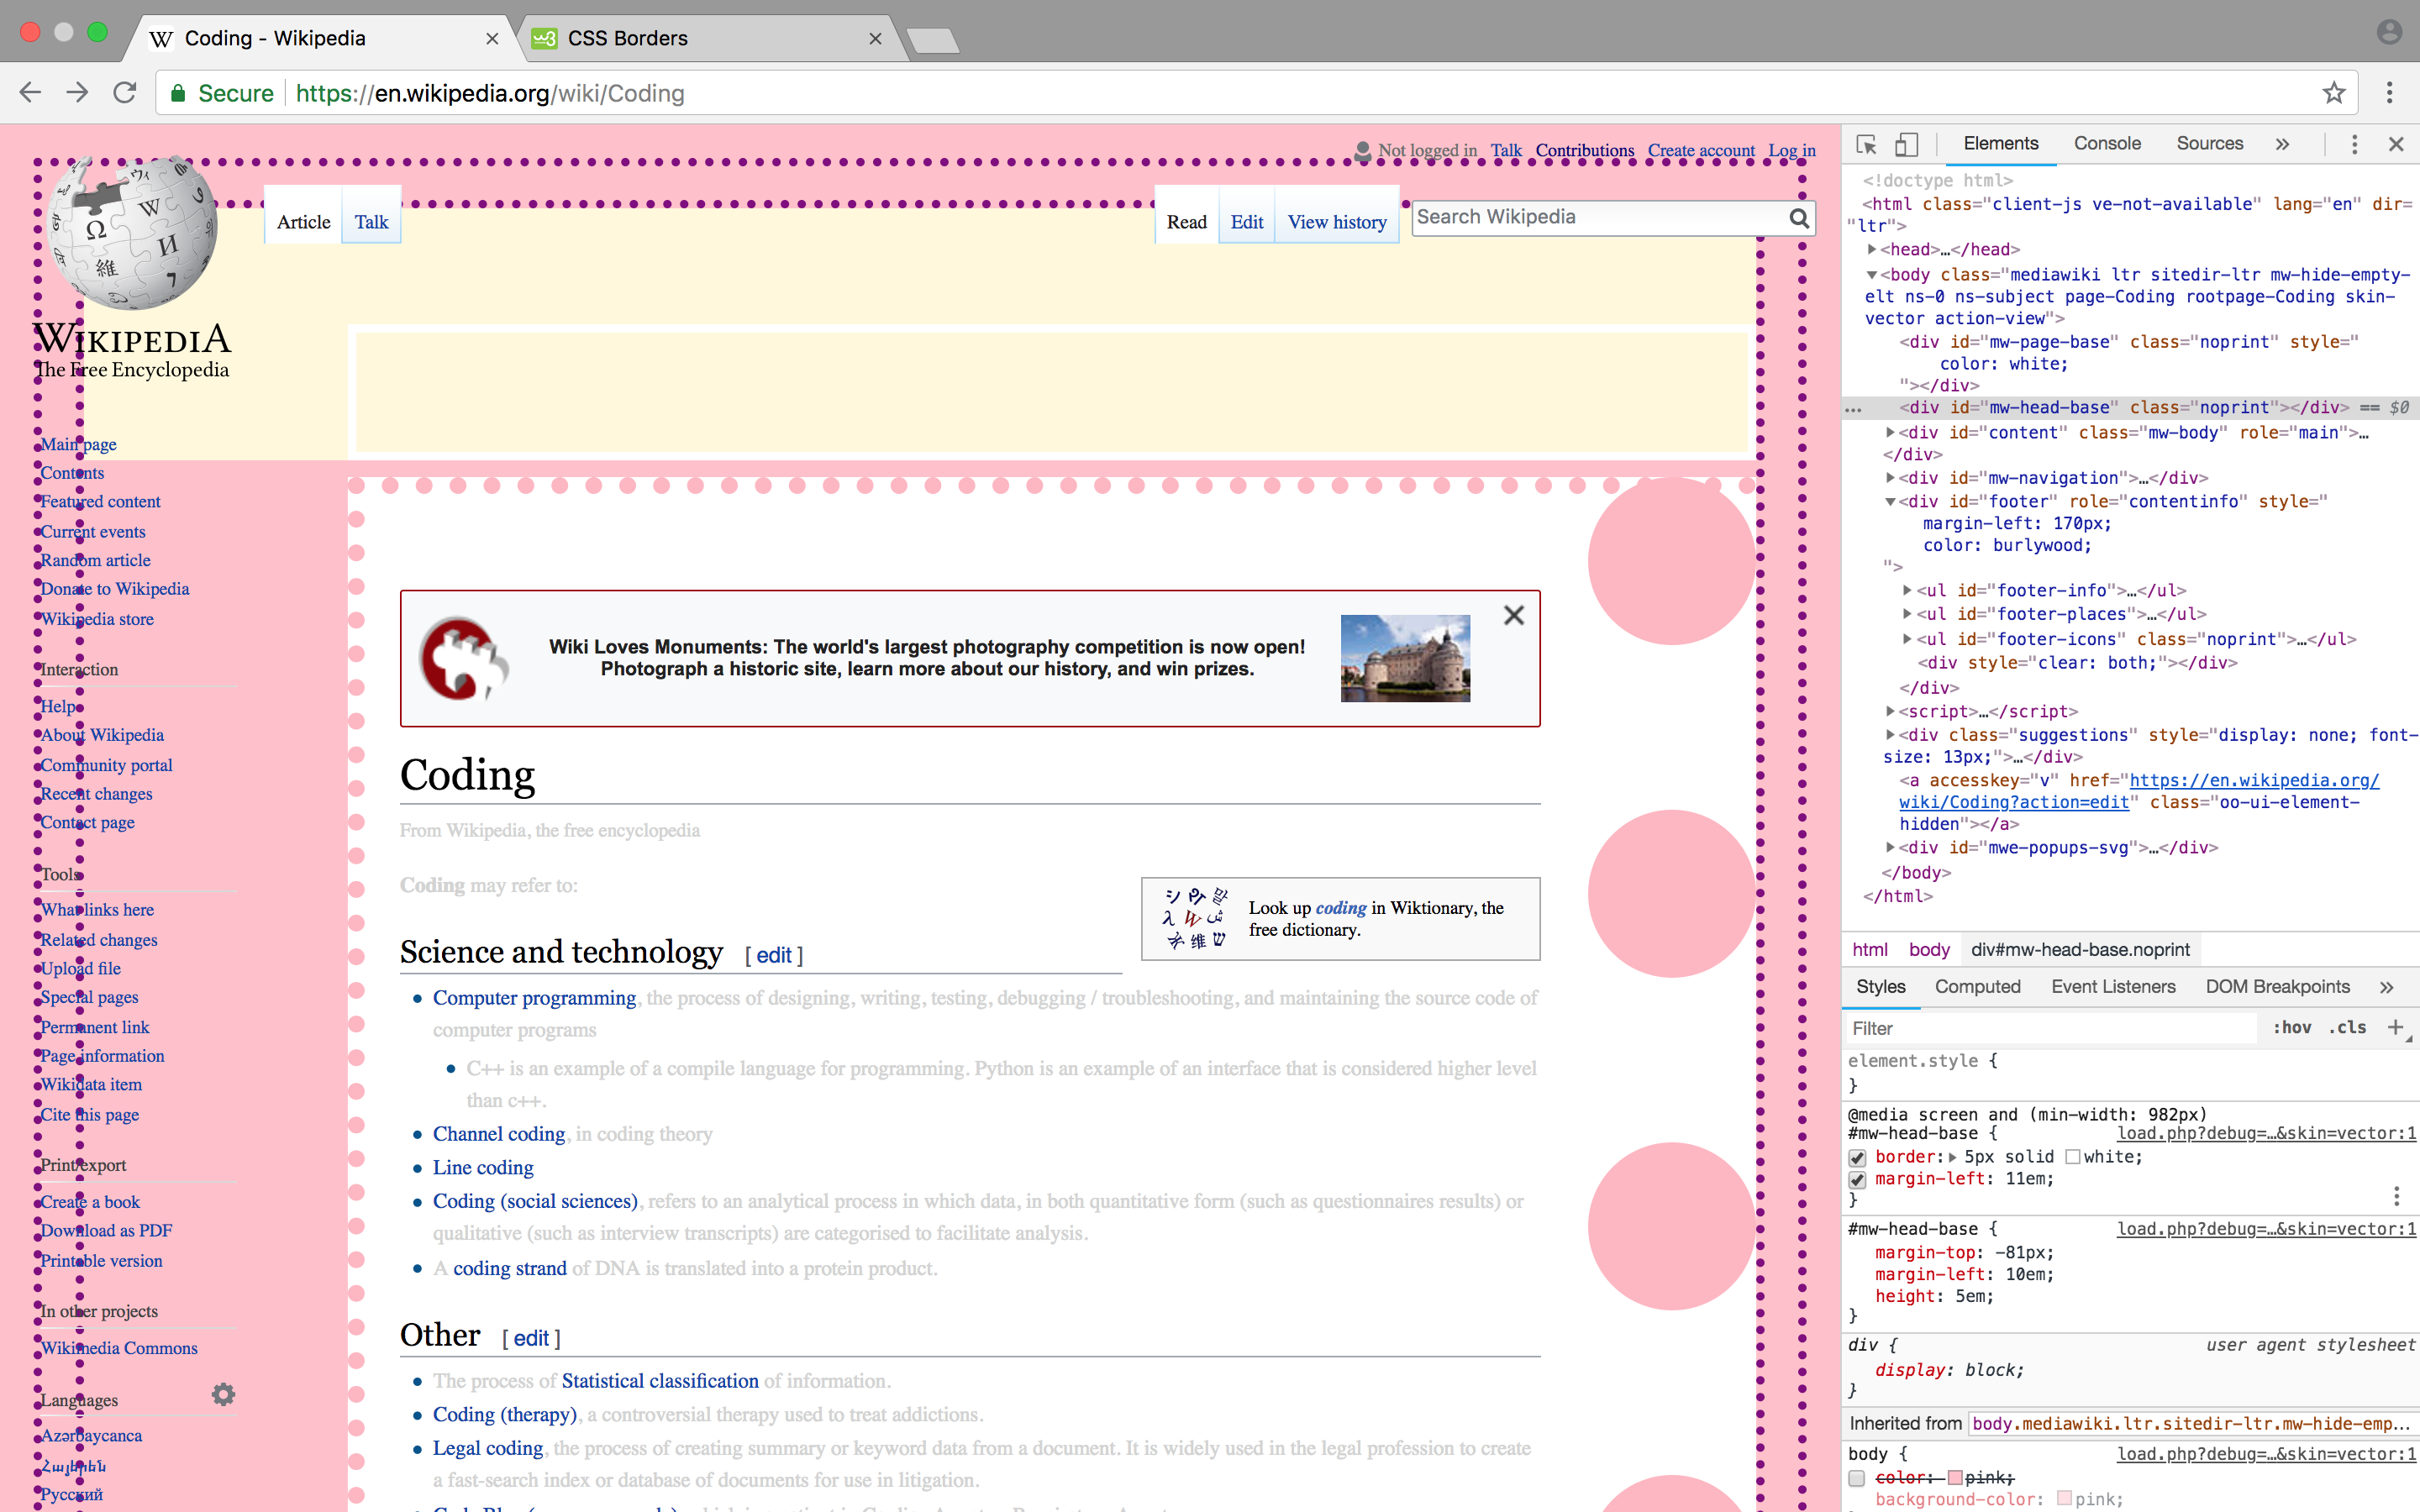 Coding - Wikipedia
CSS Borders
Secure
https://en.wikipedia.org/wiki/Coding
Not logged in Talk Contributions Create account Log in
Article Talk
Read Edit View history
Search Wikipedia
WIKIPEDIA
The Free Encyclopedia
Main page
Contents
Featured content
Current events
Random article
Donate to Wikipedia
Wikipedia store
Interaction
Help
About Wikipedia
Community portal
Recent changes
Contact page
Tools
What links here
Related changes
Upload file
Special pages
Permanent link
Page information
Wikidata item
Cite this page
Print/export
Create a book
Download as PDF
Printable version
In other projects
Wikimedia Commons
Languages
Azərbaycanca
Հայերեն
Русский
Wiki Loves Monuments: The world's largest photography competition is now open!
Photograph a historic site, learn more about our history, and win prizes.
Coding
From Wikipedia, the free encyclopedia
Coding may refer to:
Look up coding in Wiktionary, the
free dictionary.
Science and technology [ edit ]
Computer programming, the process of designing, writing, testing, debugging / troubleshooting, and maintaining the source code of
computer programs
C++ is an example of a compile language for programming. Python is an example of an interface that is considered higher level
than c++.
Channel coding, in coding theory
Line coding
Coding (social sciences), refers to an analytical process in which data, in both quantitative form (such as questionnaires results) or
qualitative (such as interview transcripts) are categorised to facilitate analysis.
A coding strand of DNA is translated into a protein product.
Other [ edit ]
The process of Statistical classification of information.
Coding (therapy), a controversial therapy used to treat addictions.
Legal coding, the process of creating summary or keyword data from a document. It is widely used in the legal profession to create
a fast-search index or database of documents for use in litigation.
Elements Console Sources »
<!doctype html>
<html class="client-js ve-not-available" lang="en" dir=
"ltr">
<head>…</head>
<body class="mediawiki ltr sitedir-ltr mw-hide-empty-
elt ns-0 ns-subject page-Coding rootpage-Coding skin-
vector action-view">
<div id="mw-page-base" class="noprint" style="
color: white;
"></div>
… <div id="mw-head-base" class="noprint"></div> == $0
<div id="content" class="mw-body" role="main">…
</div>
<div id="mw-navigation">…</div>
<div id="footer" role="contentinfo" style="
margin-left: 170px;
color: burlywood;
">
<ul id="footer-info">…</ul>
<ul id="footer-places">…</ul>
<ul id="footer-icons" class="noprint">…</ul>
<div style="clear: both;"></div>
</div>
<script>…</script>
<div class="suggestions" style="display: none; font-
size: 13px;">…</div>
<a accesskey="v" href="https://en.wikipedia.org/
wiki/Coding?action=edit" class="oo-ui-element-
hidden"></a>
<div id="mwe-popups-svg">…</div>
</body>
</html>
html body div#mw-head-base.noprint
Styles Computed Event Listeners DOM Breakpoints »
Filter :hov .cls +
element.style {
}
@media screen and (min-width: 982px)
#mw-head-base { load.php?debug=…&skin=vector:1
border: 5px solid white;
margin-left: 11em;
}
#mw-head-base { load.php?debug=…&skin=vector:1
margin-top: -81px;
margin-left: 10em;
height: 5em;
}
div { user agent stylesheet
display: block;
}
Inherited from body.mediawiki.ltr.sitedir-ltr.mw-hide-emp…
body { load.php?debug=…&skin=vector:1
color: pink;
background-color: pink;